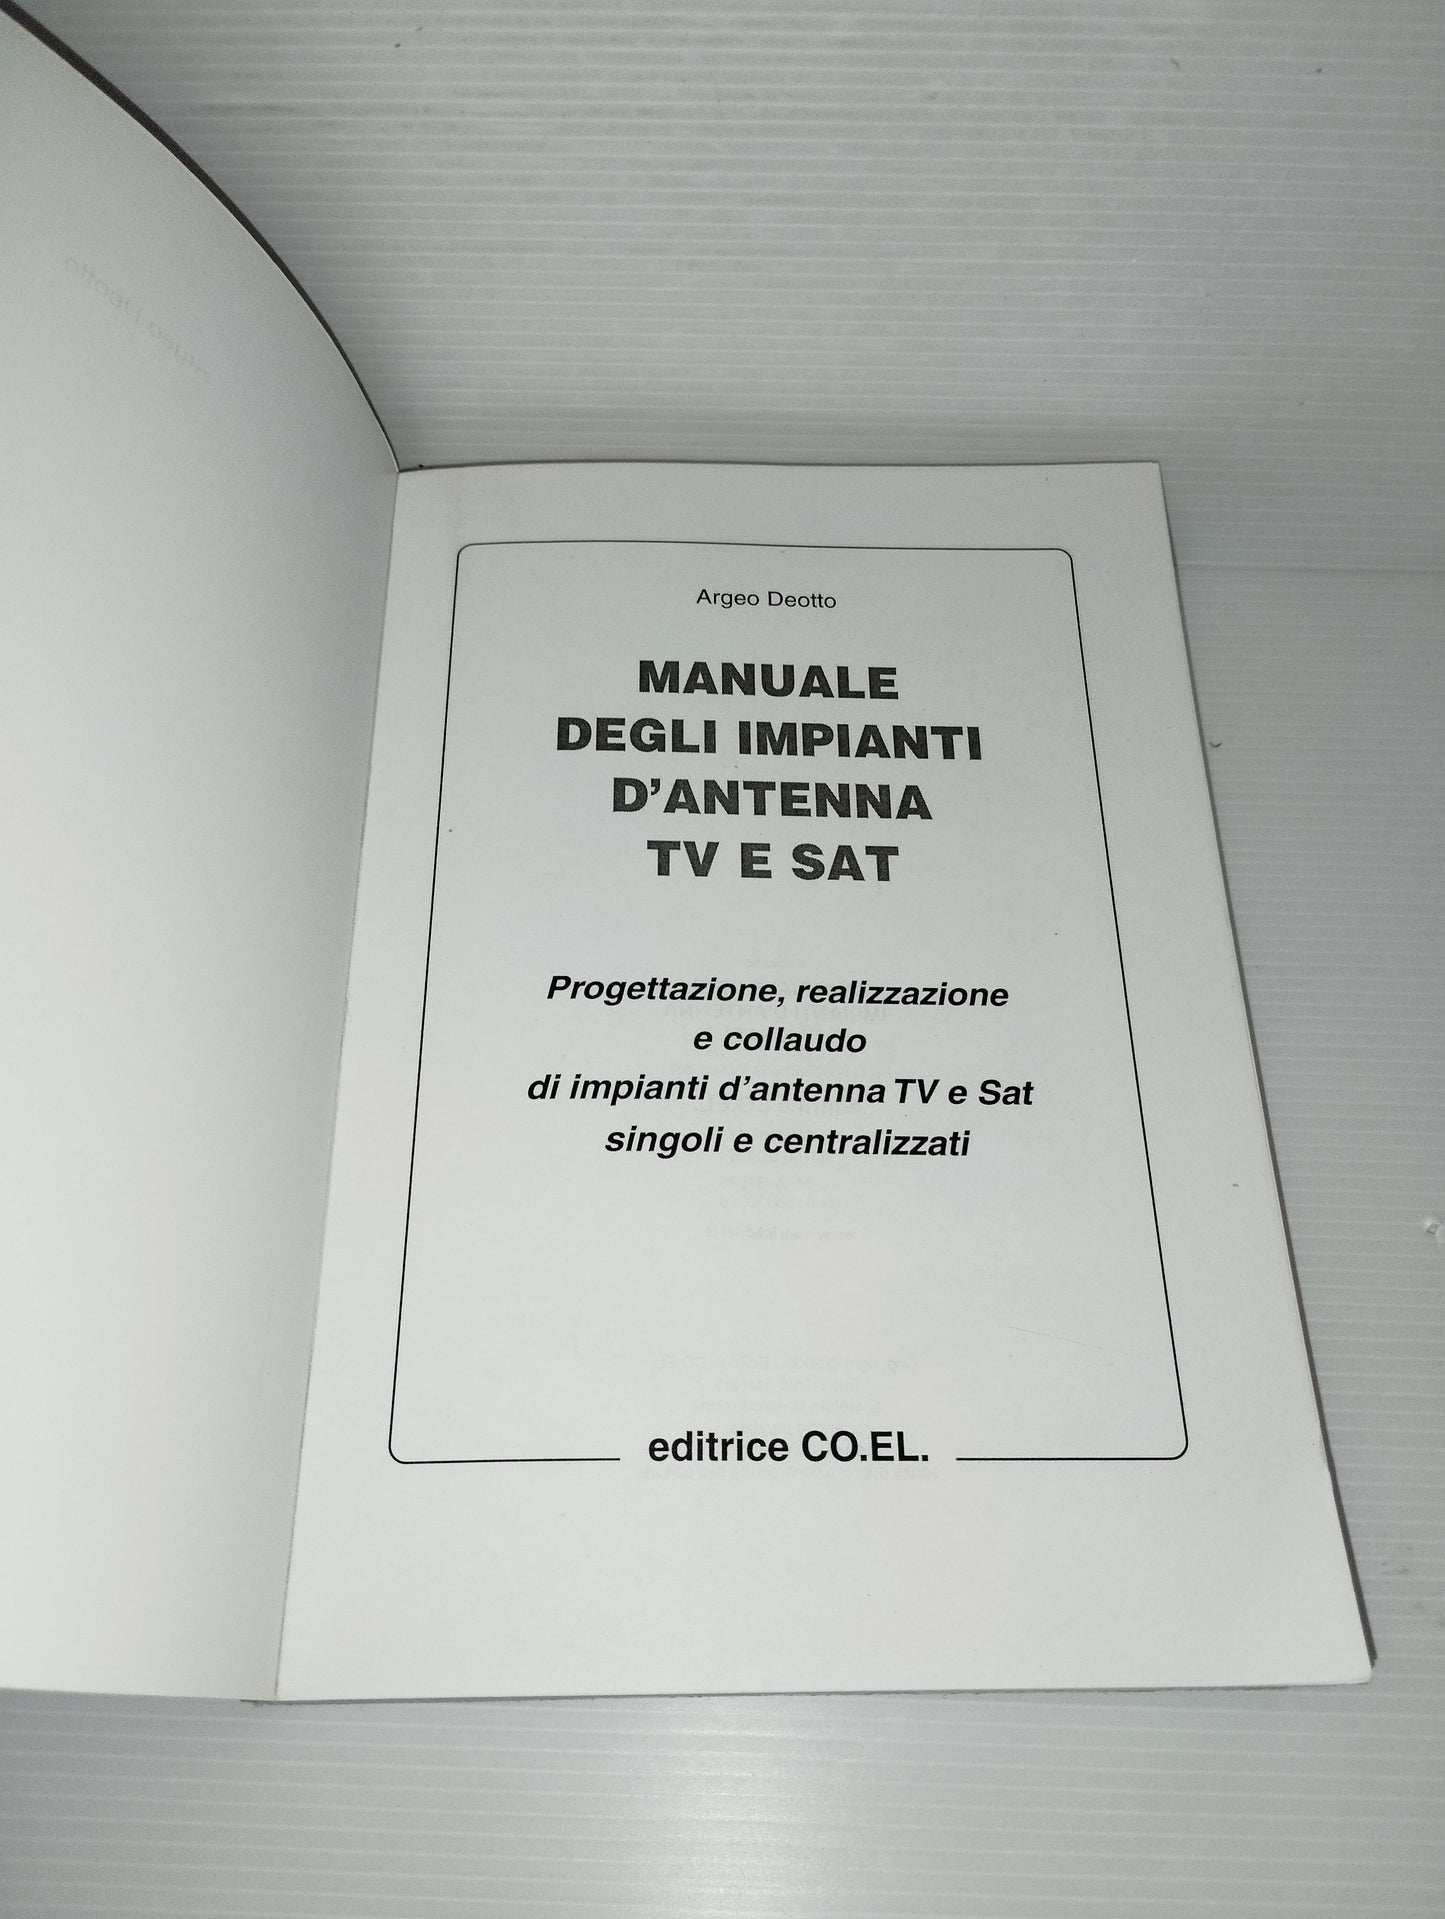 Argeo Deotto
MANUALE
DEGLI IMPIANTI
D'ANTENNA
TV E SAT
Progettazione, realizzazione
e collaudo
di impianti d'antenna TV e Sat
singoli e centralizzati
editrice CO.EL.